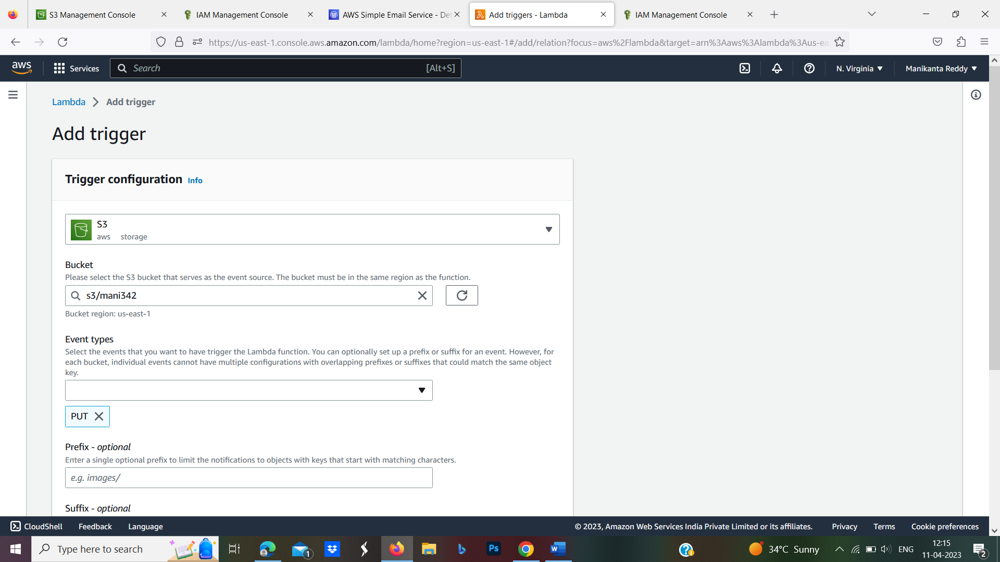 S3 Management Console
IAM Management Console
AWS Simple Email Service - Det
Add triggers - Lambda
IAM Management Console
https://us-east-1.console.aws.amazon.com/lambda/home?region=us-east-1#/add/relation?focus=aws%2Flambda&target=arn%3Aaws%3Alambda%3Aus-ea
aws
Services
Search
[Alt+S]
N. Virginia
Manikanta Reddy
Lambda
Add trigger
Add trigger
Trigger configuration Info
S3
aws storage
Bucket
Please select the S3 bucket that serves as the event source. The bucket must be in the same region as the function.
s3/mani342
Bucket region: us-east-1
Event types
Select the events that you want to have trigger the Lambda function. You can optionally set up a prefix or suffix for an event. However, for
each bucket, individual events cannot have multiple configurations with overlapping prefixes or suffixes that could match the same object
key.
PUT
Prefix - optional
Enter a single optional prefix to limit the notifications to objects with keys that start with matching characters.
e.g. images/
Suffix - optional
CloudShell
Feedback
Language
© 2023, Amazon Web Services India Private Limited or its affiliates.
Privacy
Terms
Cookie preferences
Type here to search
1
Ps
W
34°C Sunny
ENG
12:15
11-04-2023
2